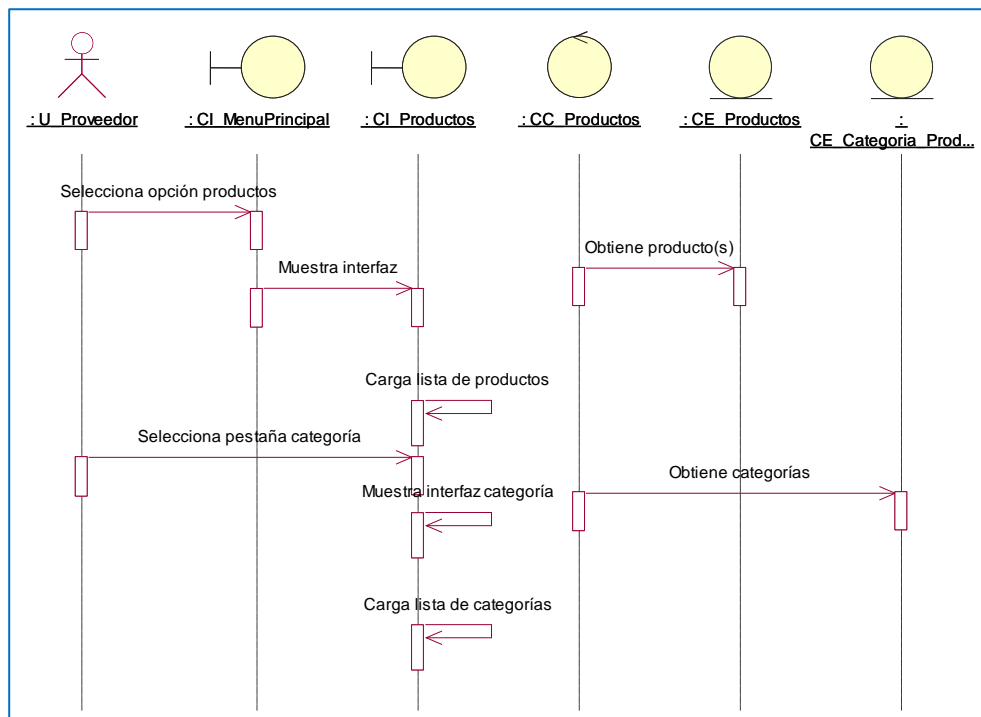 : U_Proveedor
: CI_MenuPrincipal
: CI_Productos
: CC_Productos
: CE_Productos
:
CE_Categoria_Prod...
Selecciona opción productos
Obtiene producto(s)
Muestra interfaz
Carga lista de productos
Selecciona pestaña categoría
Obtiene categorías
Muestra interfaz categoría
Carga lista de categorías